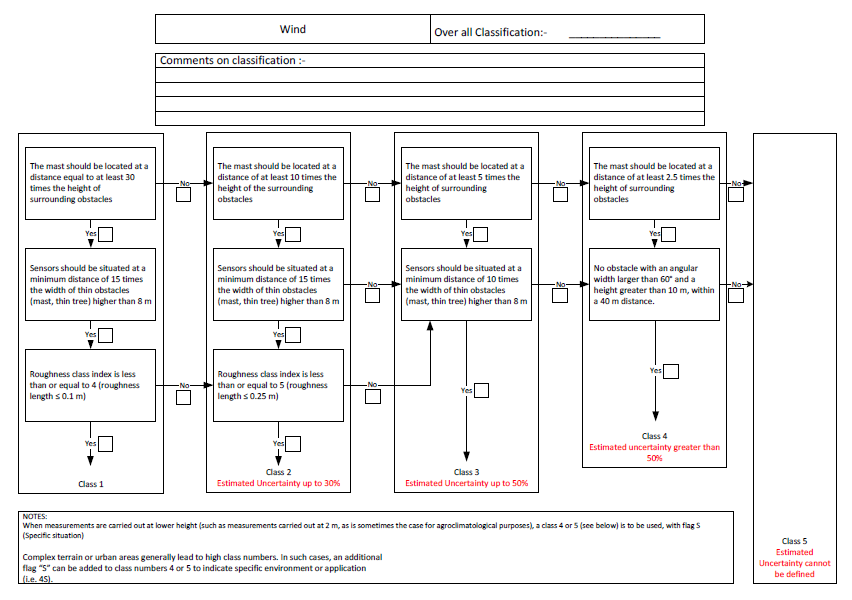 Wind
Over all Classification:- _______________
Comments on classification :-
The mast should be located at a
distance equal to at least 30
times the height of
surrounding obstacles
No
The mast should be located at a
distance of at least 10 times the
height of the surrounding
obstacles
No
The mast should be located at a
distance of at least 5 times the
height of surrounding
obstacles
No
The mast should be located at a
distance of at least 2.5 times the
height of surrounding
obstacles
No
Yes
Yes
Yes
Yes
Sensors should be situated at a
minimum distance of 15 times
the width of thin obstacles
(mast, thin tree) higher than 8 m
Sensors should be situated at a
minimum distance of 15 times
the width of thin obstacles
(mast, thin tree) higher than 8 m
No
Sensors should be situated at a
minimum distance of 10 times
the width of thin obstacles
(mast, thin tree) higher than 8 m
No
No obstacle with an angular
width larger than 60° and a
height greater than 10 m, within
a 40 m distance.
No
Yes
Yes
Roughness class index is less
than or equal to 4 (roughness
length ≤ 0.1 m)
No
Roughness class index is less
than or equal to 5 (roughness
length ≤ 0.25 m)
No
Yes
Yes
Yes
Yes
Class 1
Class 2
Estimated Uncertainty up to 30%
Class 3
Estimated Uncertainty up to 50%
Class 4
Estimated uncertainty greater than
50%
Class 5
Estimated
Uncertainty cannot
be defined
NOTES:
When measurements are carried out at lower height (such as measurements carried out at 2 m, as is sometimes the case for agroclimatological purposes), a class 4 or 5 (see below) is to be used, with flag S
(Specific situation)
Complex terrain or urban areas generally lead to high class numbers. In such cases, an additional
flag “S” can be added to class numbers 4 or 5 to indicate specific environment or application
(i.e. 4S).